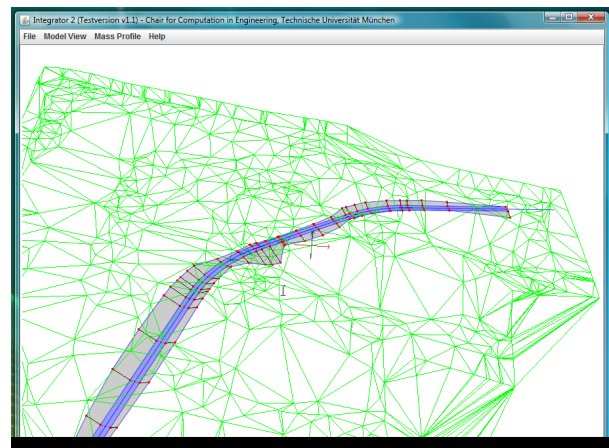 Integrator 2 (Testversion v1.1) - Chair for Computation in Engineering, Technische Universität München
File Model View Mass Profile Help